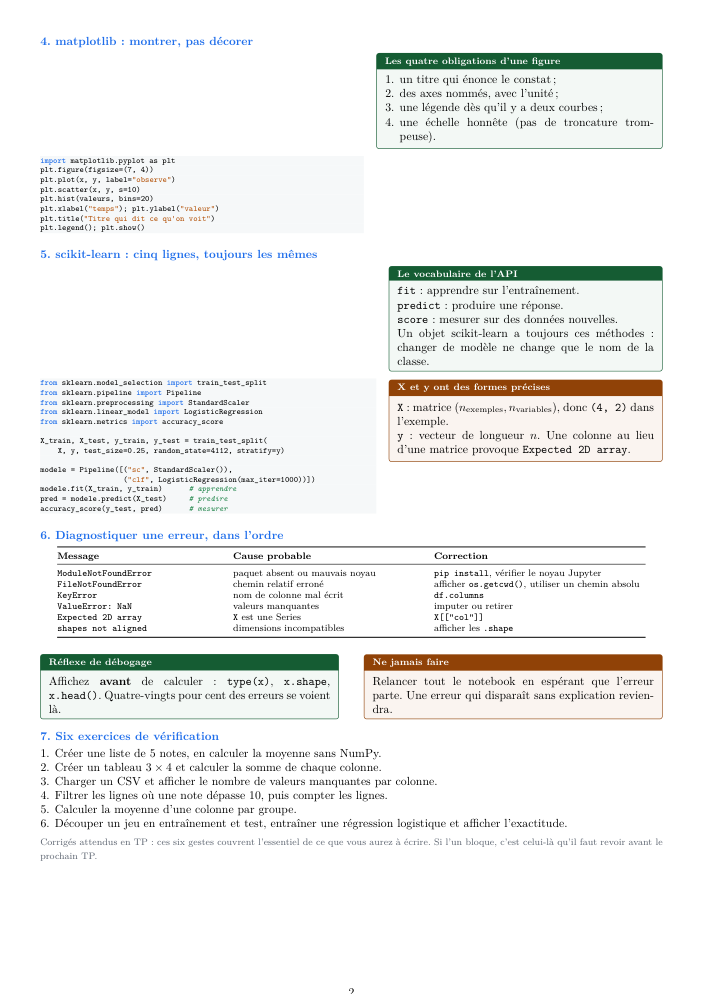 4. matplotlib : montrer, pas décorer
Les quatre obligations d'une figure
1. un titre qui énonce le constat ;
2. des axes nommés, avec l'unité ;
3. une légende dès qu'il y a deux courbes ;
4. une échelle honnête (pas de troncature trom-
peuse).
import matplotlib.pyplot as plt
plt.figure(figsize=(7, 4))
plt.plot(x, y, label="observe")
plt.scatter(x, y, s=10)
plt.hist(valeurs, bins=20)
plt.xlabel("temps"); plt.ylabel("valeur")
plt.title("Titre qui dit ce qu'on voit")
plt.legend(); plt.show()
5. scikit-learn : cinq lignes, toujours les mêmes
Le vocabulaire de l'API
fit : apprendre sur l'entraînement.
predict : produire une réponse.
score : mesurer sur des données nouvelles.
Un objet scikit-learn a toujours ces méthodes :
changer de modèle ne change que le nom de la
classe.
from sklearn.model_selection import train_test_split
from sklearn.pipeline import Pipeline
from sklearn.preprocessing import StandardScaler
from sklearn.linear_model import LogisticRegression
from sklearn.metrics import accuracy_score
X_train, X_test, y_train, y_test = train_test_split(
X, y, test_size=0.25, random_state=4112, stratify=y)
modele = Pipeline([("sc", StandardScaler()),
("clf", LogisticRegression(max_iter=1000))])
modele.fit(X_train, y_train) # apprendre
pred = modele.predict(X_test) # predire
accuracy_score(y_test, pred) # mesurer
X et y ont des formes précises
X : matrice (n_exemples, n_variables), donc (4, 2) dans
l'exemple.
y : vecteur de longueur n. Une colonne au lieu
d'une matrice provoque Expected 2D array.
6. Diagnostiquer une erreur, dans l'ordre
Message Cause probable Correction
ModuleNotFoundError paquet absent ou mauvais noyau pip install, vérifier le noyau Jupyter
FileNotFoundError chemin relatif erroné afficher os.getcwd(), utiliser un chemin absolu
KeyError nom de colonne mal écrit df.columns
ValueError: NaN valeurs manquantes imputer ou retirer
Expected 2D array X est une Series X[["col"]]
shapes not aligned dimensions incompatibles afficher les .shape
Réflexe de débogage
Affichez avant de calculer : type(x), x.shape,
x.head(). Quatre-vingts pour cent des erreurs se voient
là.
Ne jamais faire
Relancer tout le notebook en espérant que l'erreur
parte. Une erreur qui disparaît sans explication revien-
dra.
7. Six exercices de vérification
1. Créer une liste de 5 notes, en calculer la moyenne sans NumPy.
2. Créer un tableau 3 × 4 et calculer la somme de chaque colonne.
3. Charger un CSV et afficher le nombre de valeurs manquantes par colonne.
4. Filtrer les lignes où une note dépasse 10, puis compter les lignes.
5. Calculer la moyenne d'une colonne par groupe.
6. Découper un jeu en entraînement et test, entraîner une régression logistique et afficher l'exactitude.
Corrigés attendus en TP : ces six gestes couvrent l'essentiel de ce que vous aurez à écrire. Si l'un bloque, c'est celui-là qu'il faut revoir avant le
prochain TP.
2